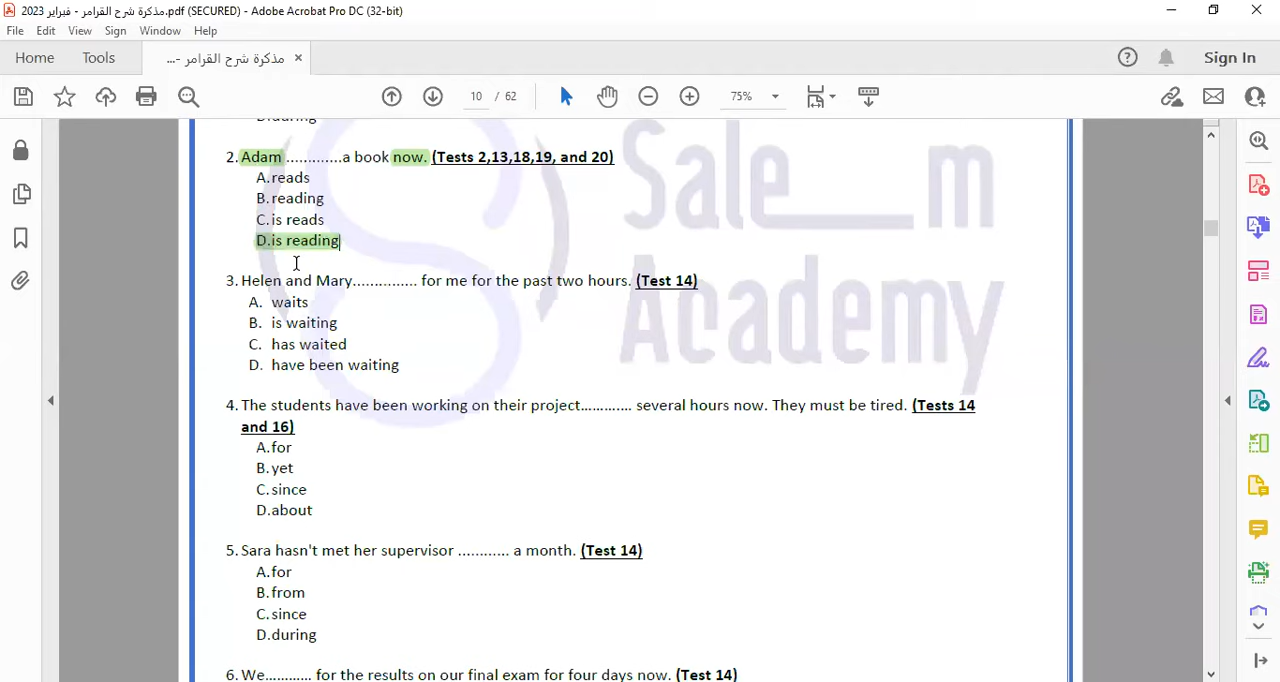 مذكرة شرح القرامر - فبراير 2023.pdf (SECURED) - Adobe Acrobat Pro DC (32-bit)
File Edit View Sign Window Help
Home Tools مذكرة شرح القرامر -... × Sign In
10 / 62 75%
D.during
2. Adam .............a book now. (Tests 2,13,18,19, and 20)
A. reads
B. reading
C. is reads
D. is reading
3. Helen and Mary............... for me for the past two hours. (Test 14)
A. waits
B. is waiting
C. has waited
D. have been waiting
4. The students have been working on their project............. several hours now. They must be tired. (Tests 14
and 16)
A. for
B. yet
C. since
D. about
5. Sara hasn't met her supervisor ............ a month. (Test 14)
A. for
B. from
C. since
D. during
6. We........... for the results on our final exam for four days now. (Test 14)
Sale__m
Academy